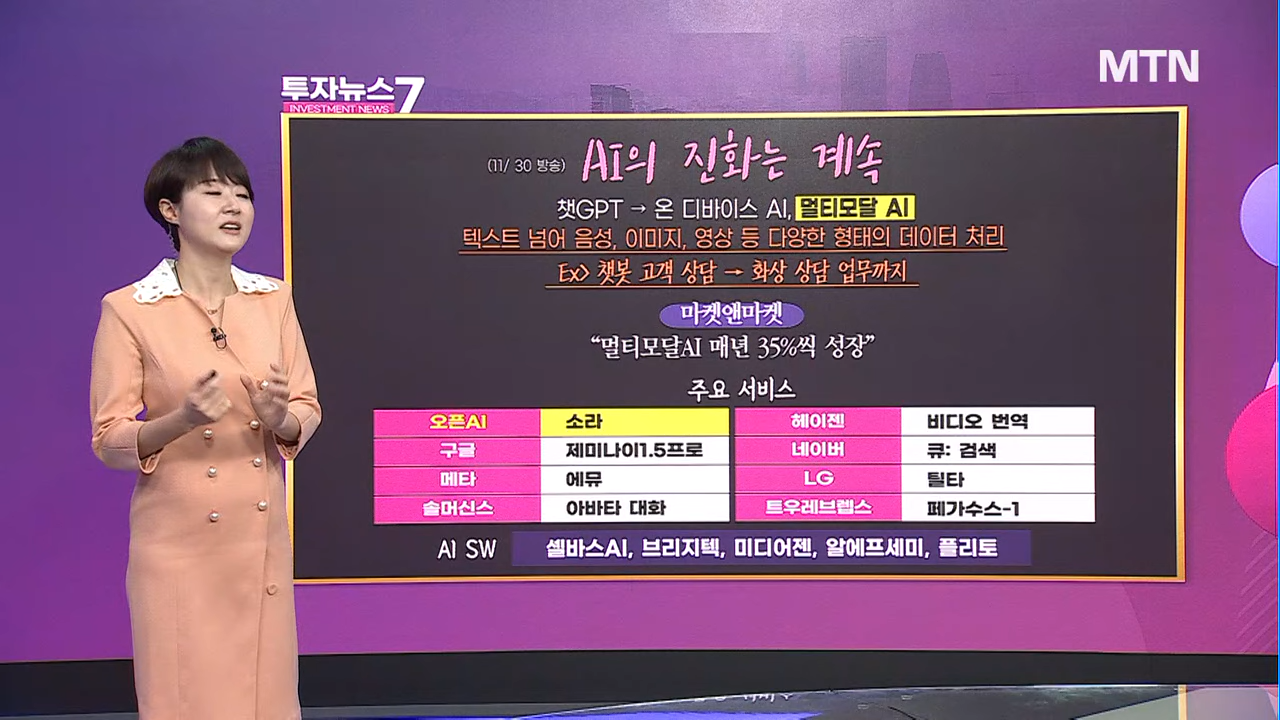 MTN
투자뉴스7
INVESTMENT NEWS
(11/ 30 방송) AI의 진화는 계속
챗GPT → 온 디바이스 AI, 멀티모달 AI
텍스트 넘어 음성, 이미지, 영상 등 다양한 형태의 데이터 처리
Ex> 챗봇 고객 상담 → 화상 상담 업무까지
마켓앤마켓
“멀티모달AI 매년 35%씩 성장”
주요 서비스
오픈AI 소라 헤이젠 비디오 번역
구글 제미나이1.5프로 네이버 큐: 검색
메타 에뮤 LG 틸타
솔머신스 아바타 대화 트우레브렙스 페가수스-1
AI SW 셀바스AI, 브리지텍, 미디어젠, 알에프세미, 플리토